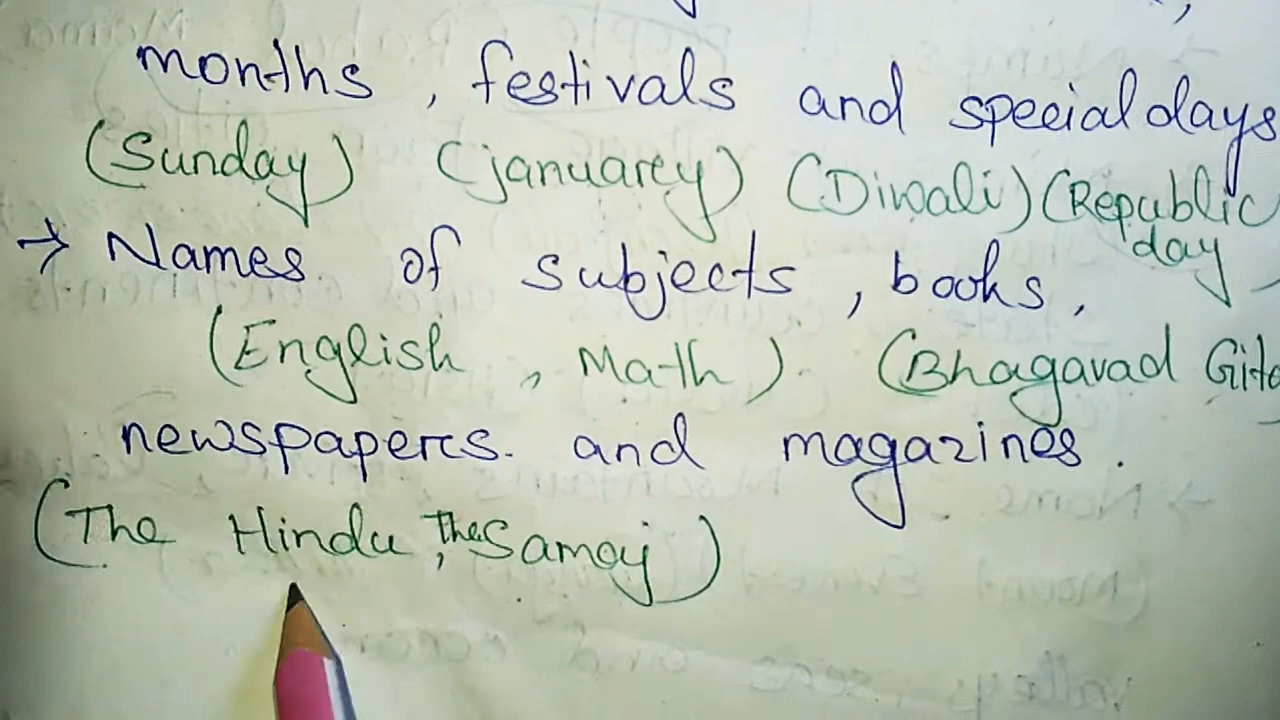 months, festivals and special days
(Sunday) (january) (Diwali) (Republic
day
→ Names of subjects, books,
(English, Math). (Bhagavad Gita
newspapers. and magazines.
(The Hindu, The Samaj)